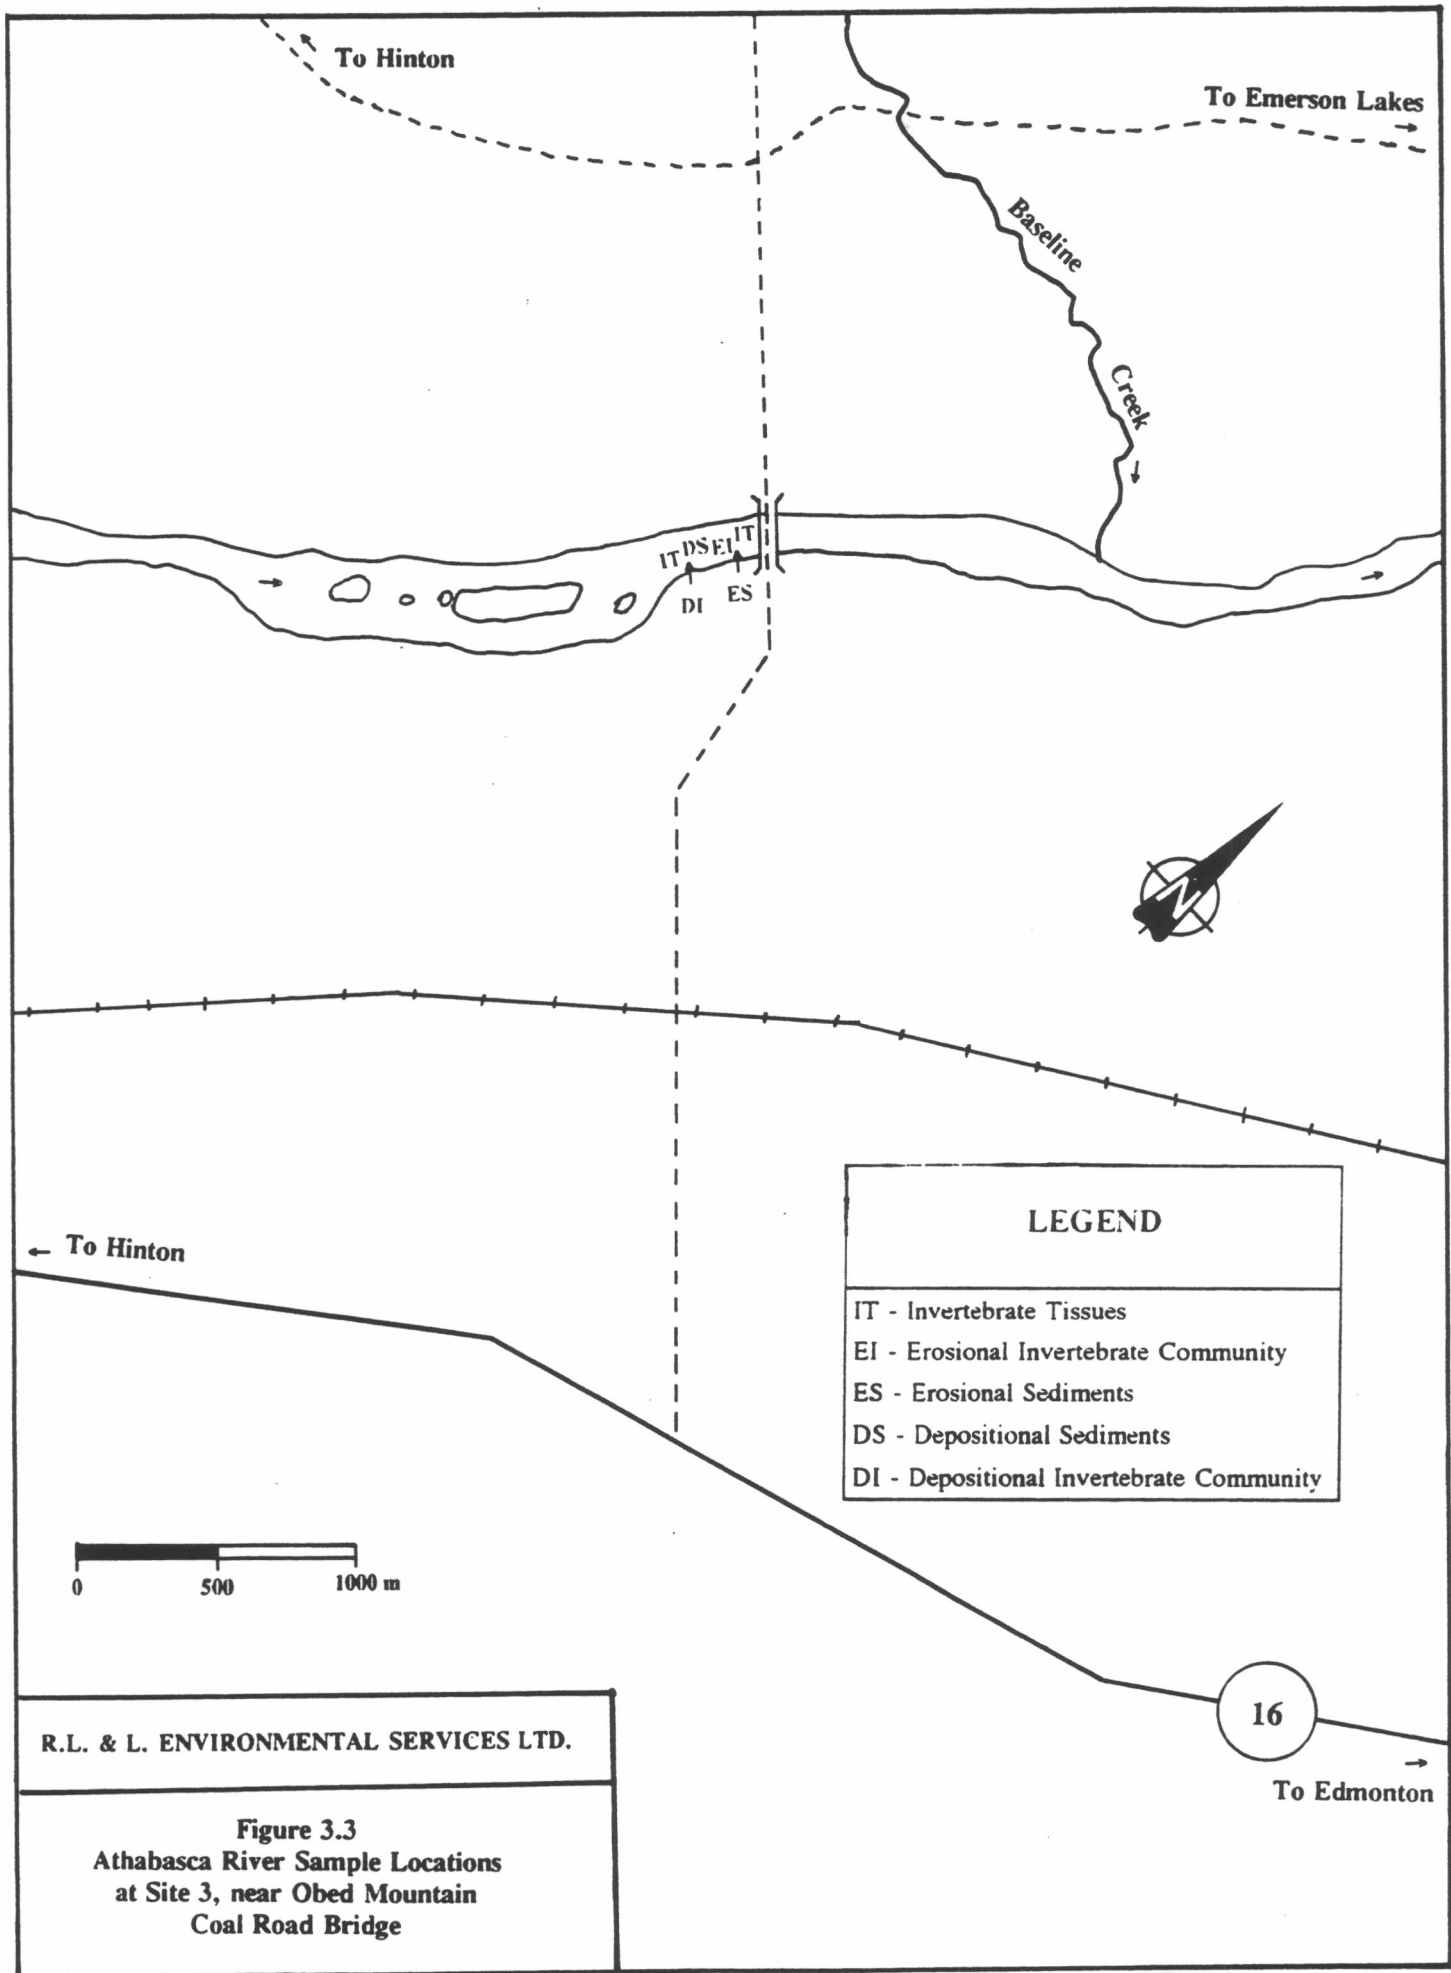 To Hinton
To Emerson Lakes
Baseline
Creek
IT DS EI IT
DI
ES
N
To Hinton
LEGEND
IT - Invertebrate Tissues
EI - Erosional Invertebrate Community
ES - Erosional Sediments
DS - Depositional Sediments
DI - Depositional Invertebrate Community
0 500 1000 m
16
To Edmonton
R.L. & L. ENVIRONMENTAL SERVICES LTD.
Figure 3.3
Athabasca River Sample Locations
at Site 3, near Obed Mountain
Coal Road Bridge